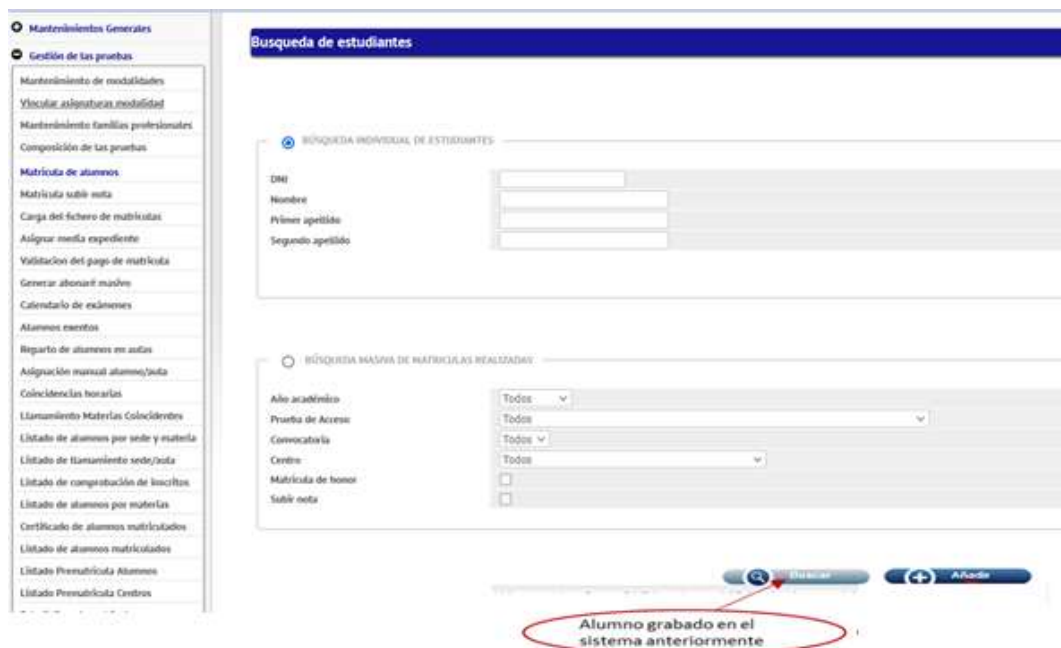 Mantenimientos Generales
Gestión de las pruebas
Mantenimiento de modalidades
Vincular asignaturas modalidad
Mantenimiento familias profesionales
Composición de las pruebas
Matrícula de alumnos
Matrícula subir nota
Carga del fichero de matrículas
Asignar media expediente
Validacion del pago de matrícula
Generar abonaré masivo
Calendario de exámenes
Alumnos exentos
Reparto de alumnos en aulas
Asignación manual alumno/aula
Coincidencias horarias
Llamamiento Materias Coincidentes
Listado de alumnos por sede y materia
Listado de llamamiento sede/aula
Listado de comprobación de inscritos
Listado de alumnos por materias
Certificado de alumnos matriculados
Listado de alumnos matriculados
Listado Prematrícula Alumnos
Listado Prematrícula Centros
Busqueda de estudiantes
BÚSQUEDA INDIVIDUAL DE ESTUDIANTES
DNI
Nombre
Primer apellido
Segundo apellido
BÚSQUEDA MASIVA DE MATRICULAS REALIZADAS
Año académico Todos
Prueba de Acceso Todos
Convocatoria Todos
Centro Todos
Matrícula de honor
Subir nota
Buscar Añadir
Alumno grabado en el
sistema anteriormente